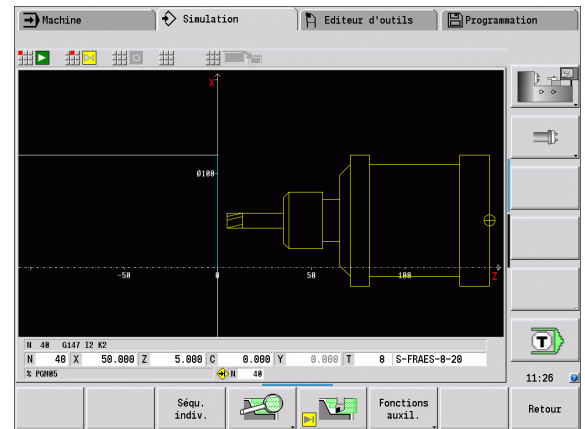 Machine
Simulation
Editeur d'outils
Programmation
X
Ø100
-50
0
50
100
Z
N 40 G147 I2 K2
N 40 X 50.000 Z 5.000 C 0.000 Y 0.000 T 8 S-FRAES-8-20
% PGM05
N 40
T
11:26
Séqu. indiv.
Fonctions auxil.
Retour